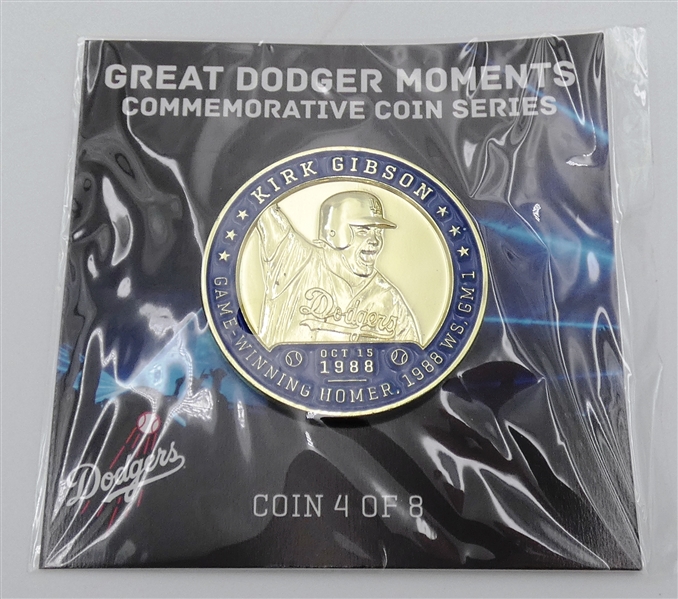 GREAT DODGER MOMENTS
COMMEMORATIVE COIN SERIES
KIRK GIBSON
Dodgers
OCT 15
1988
GAME-WINNING HOMER, 1988 WS, GM 1
Dodgers
COIN 4 OF 8